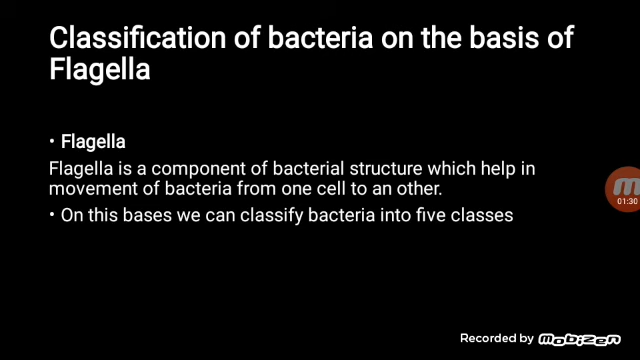 Classification of bacteria on the basis of
Flagella
• Flagella
Flagella is a component of bacterial structure which help in
movement of bacteria from one cell to an other.
• On this bases we can classify bacteria into five classes
01:30
Recorded by mobizen